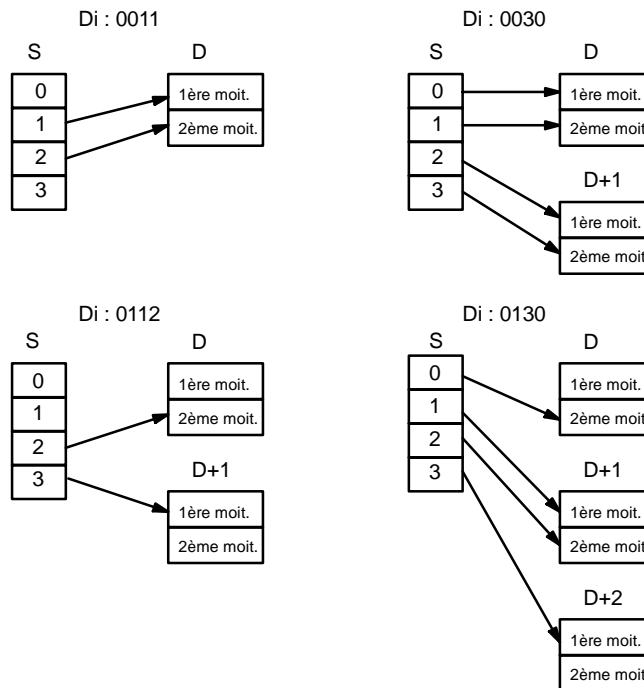 Di : 0011
S D
0
1
2
3
1ère moit.
2ème moit.
Di : 0030
S D
0
1
2
3
1ère moit.
2ème moit
D+1
1ère moit.
2ème moit
Di : 0112
S D
0
1
2
3
1ère moit.
2ème moit.
D+1
1ère moit.
2ème moit.
Di : 0130
S D
0
1
2
3
1ère moit.
2ème moit
D+1
1ère moit.
2ème moit
D+2
1ère moit.
2ème moit